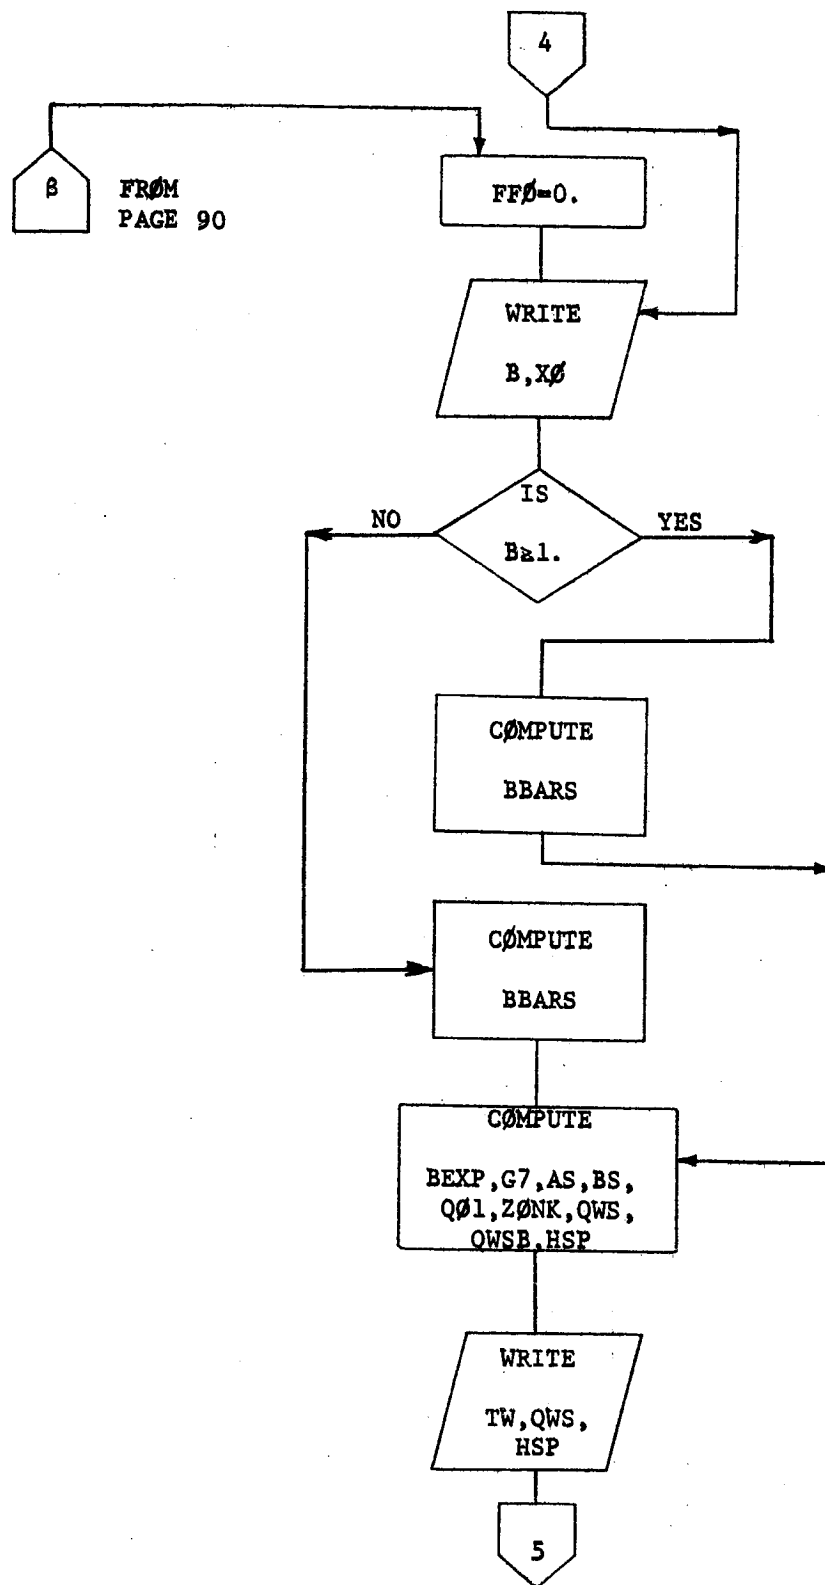 4
β
FRØM
PAGE 90
FFØ=0.
WRITE
B,XØ
IS
B≥1.
NO
YES
CØMPUTE
BBARS
CØMPUTE
BBARS
CØMPUTE
BEXP,G7,AS,BS,
QØ1,ZØNK,QWS,
QWSB,HSP
WRITE
TW,QWS,
HSP
5